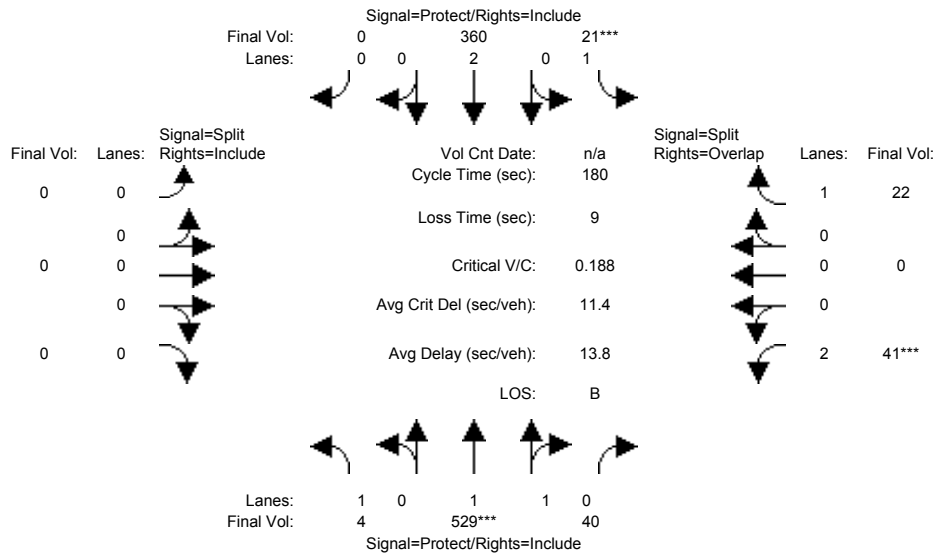 Signal=Protect/Rights=Include
Final Vol: 0 360 21***
Lanes: 0 0 2 0 1
Signal=Split Signal=Split
Final Vol: Lanes: Rights=Include Vol Cnt Date: n/a Rights=Overlap Lanes: Final Vol:
Cycle Time (sec): 180
0 0 1 22
Loss Time (sec): 9
0 0
0 0 Critical V/C: 0.188 0 0
0 Avg Crit Del (sec/veh): 11.4 0
0 0 Avg Delay (sec/veh): 13.8 2 41***
LOS: B
Lanes: 1 0 1 1 0
Final Vol: 4 529*** 40
Signal=Protect/Rights=Include